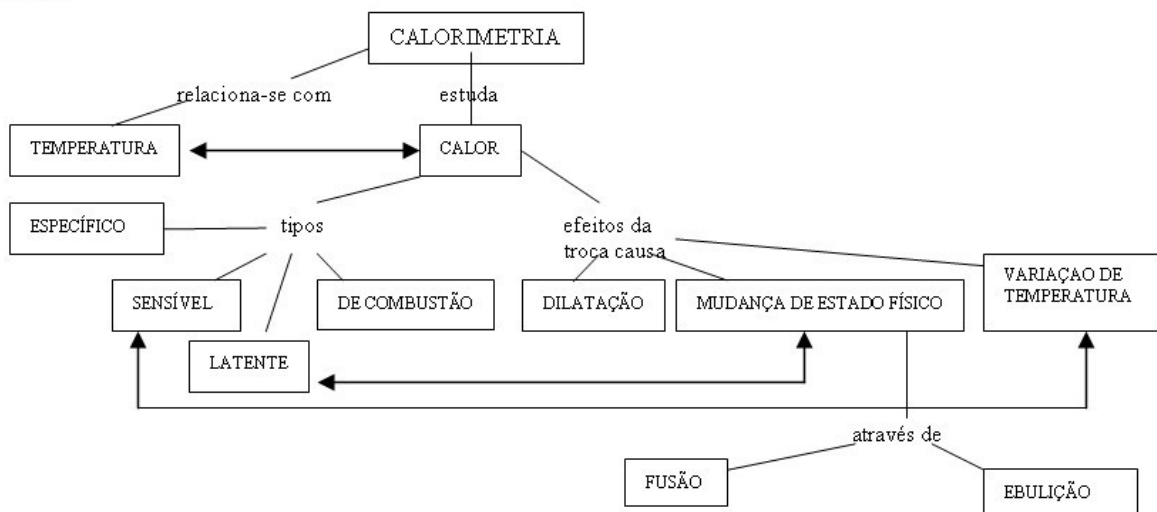 CALORIMETRIA
relaciona-se com
estuda
TEMPERATURA
CALOR
ESPECÍFICO
tipos
efeitos da
troca causa
SENSÍVEL
DE COMBUSTÃO
DILATAÇÃO
MUDANÇA DE ESTADO FÍSICO
VARIAÇAO DE
TEMPERATURA
LATENTE
através de
FUSÃO
EBULIÇÃO